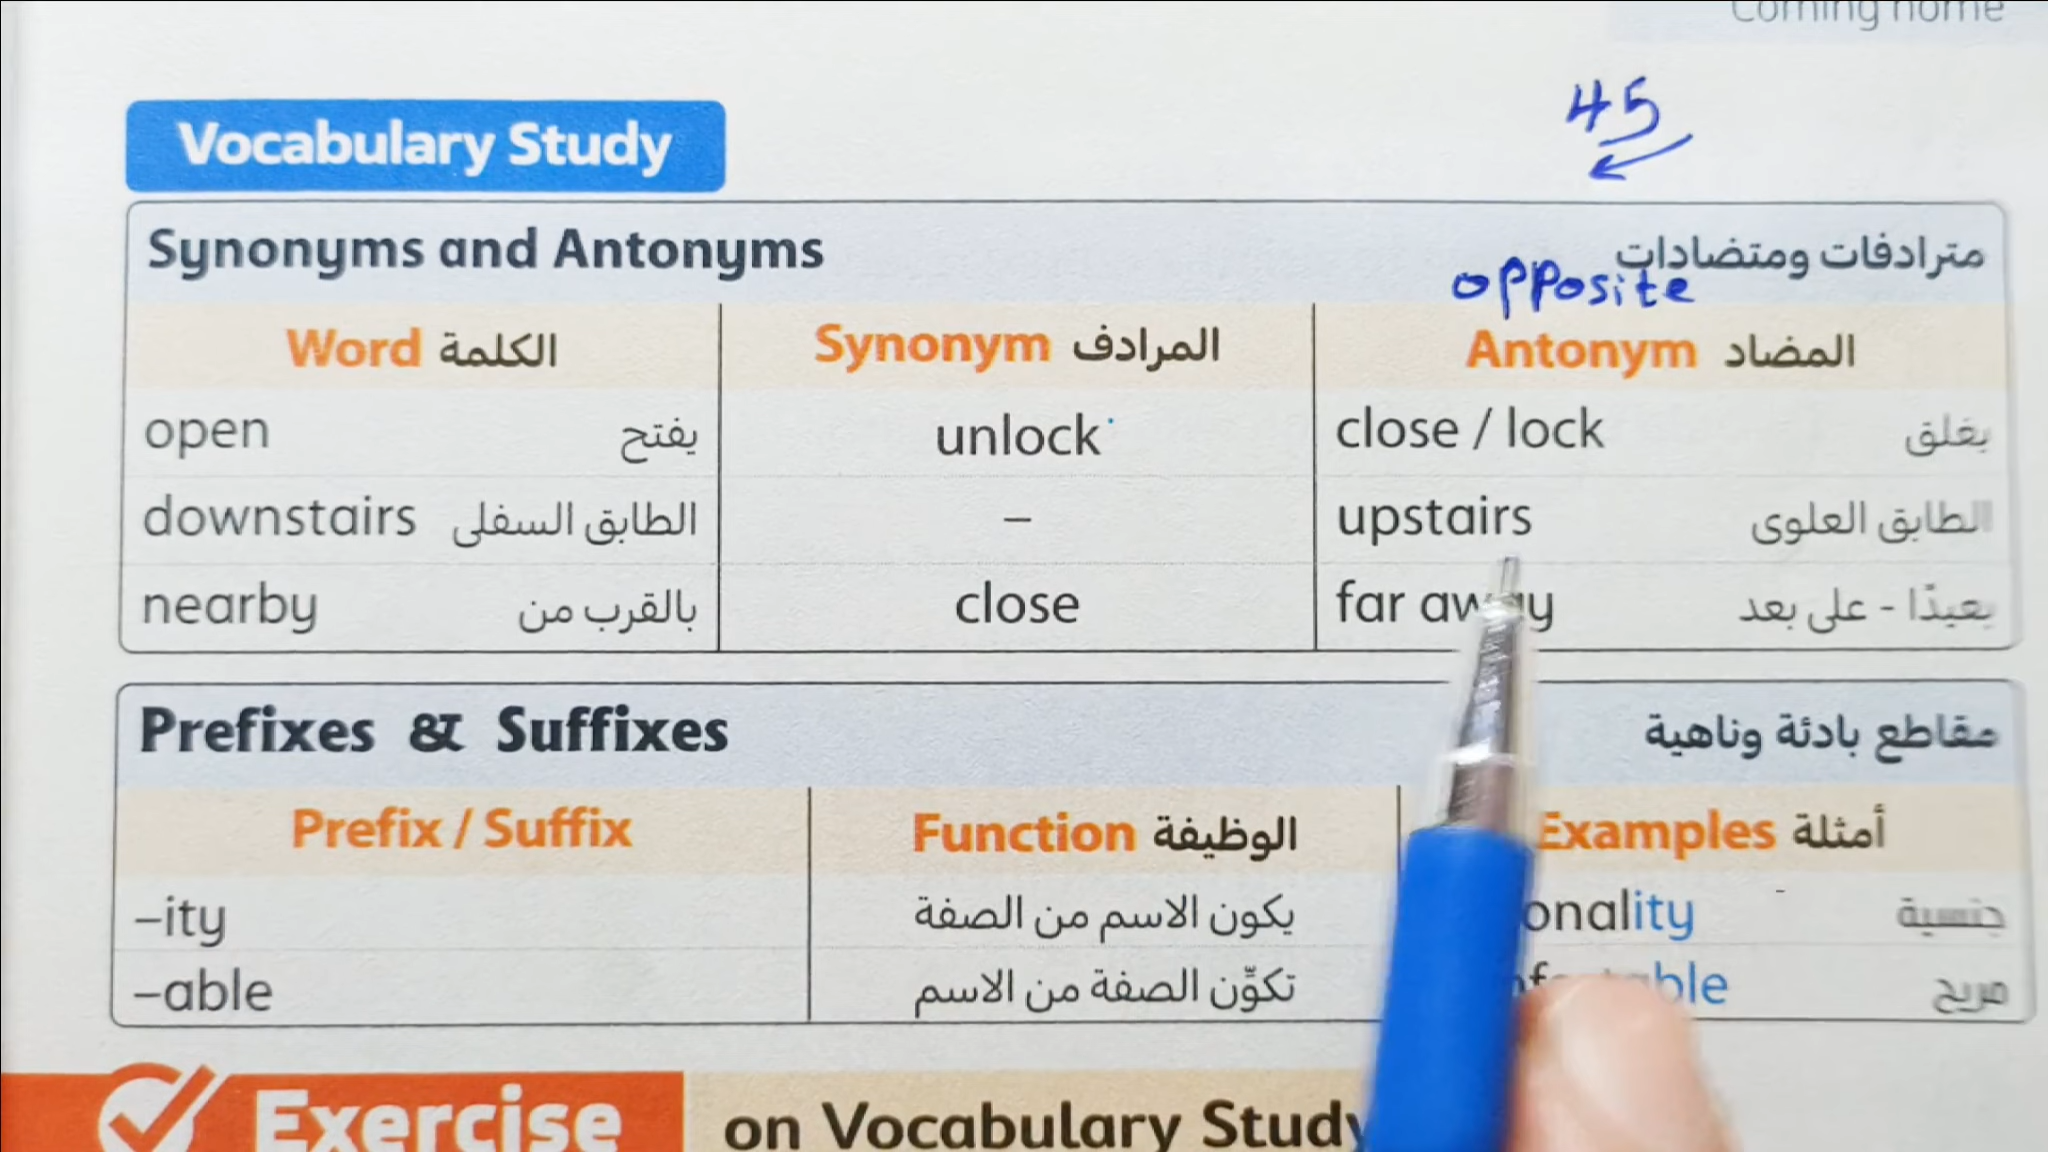 Coming home
45
Vocabulary Study
Synonyms and Antonyms مترادفات ومتضادات
opposite
Word الكلمة Synonym المرادف Antonym المضاد
open يفتح unlock close / lock يغلق
downstairs الطابق السفلى – upstairs الطابق العلوى
nearby بالقرب من close far away بعيدًا - على بعد
Prefixes & Suffixes مقاطع بادئة وناهية
Prefix / Suffix Function الوظيفة Examples أمثلة
–ity يكون الاسم من الصفة onality جنسية
–able تكوِّن الصفة من الاسم مريح
Exercise on Vocabulary Study